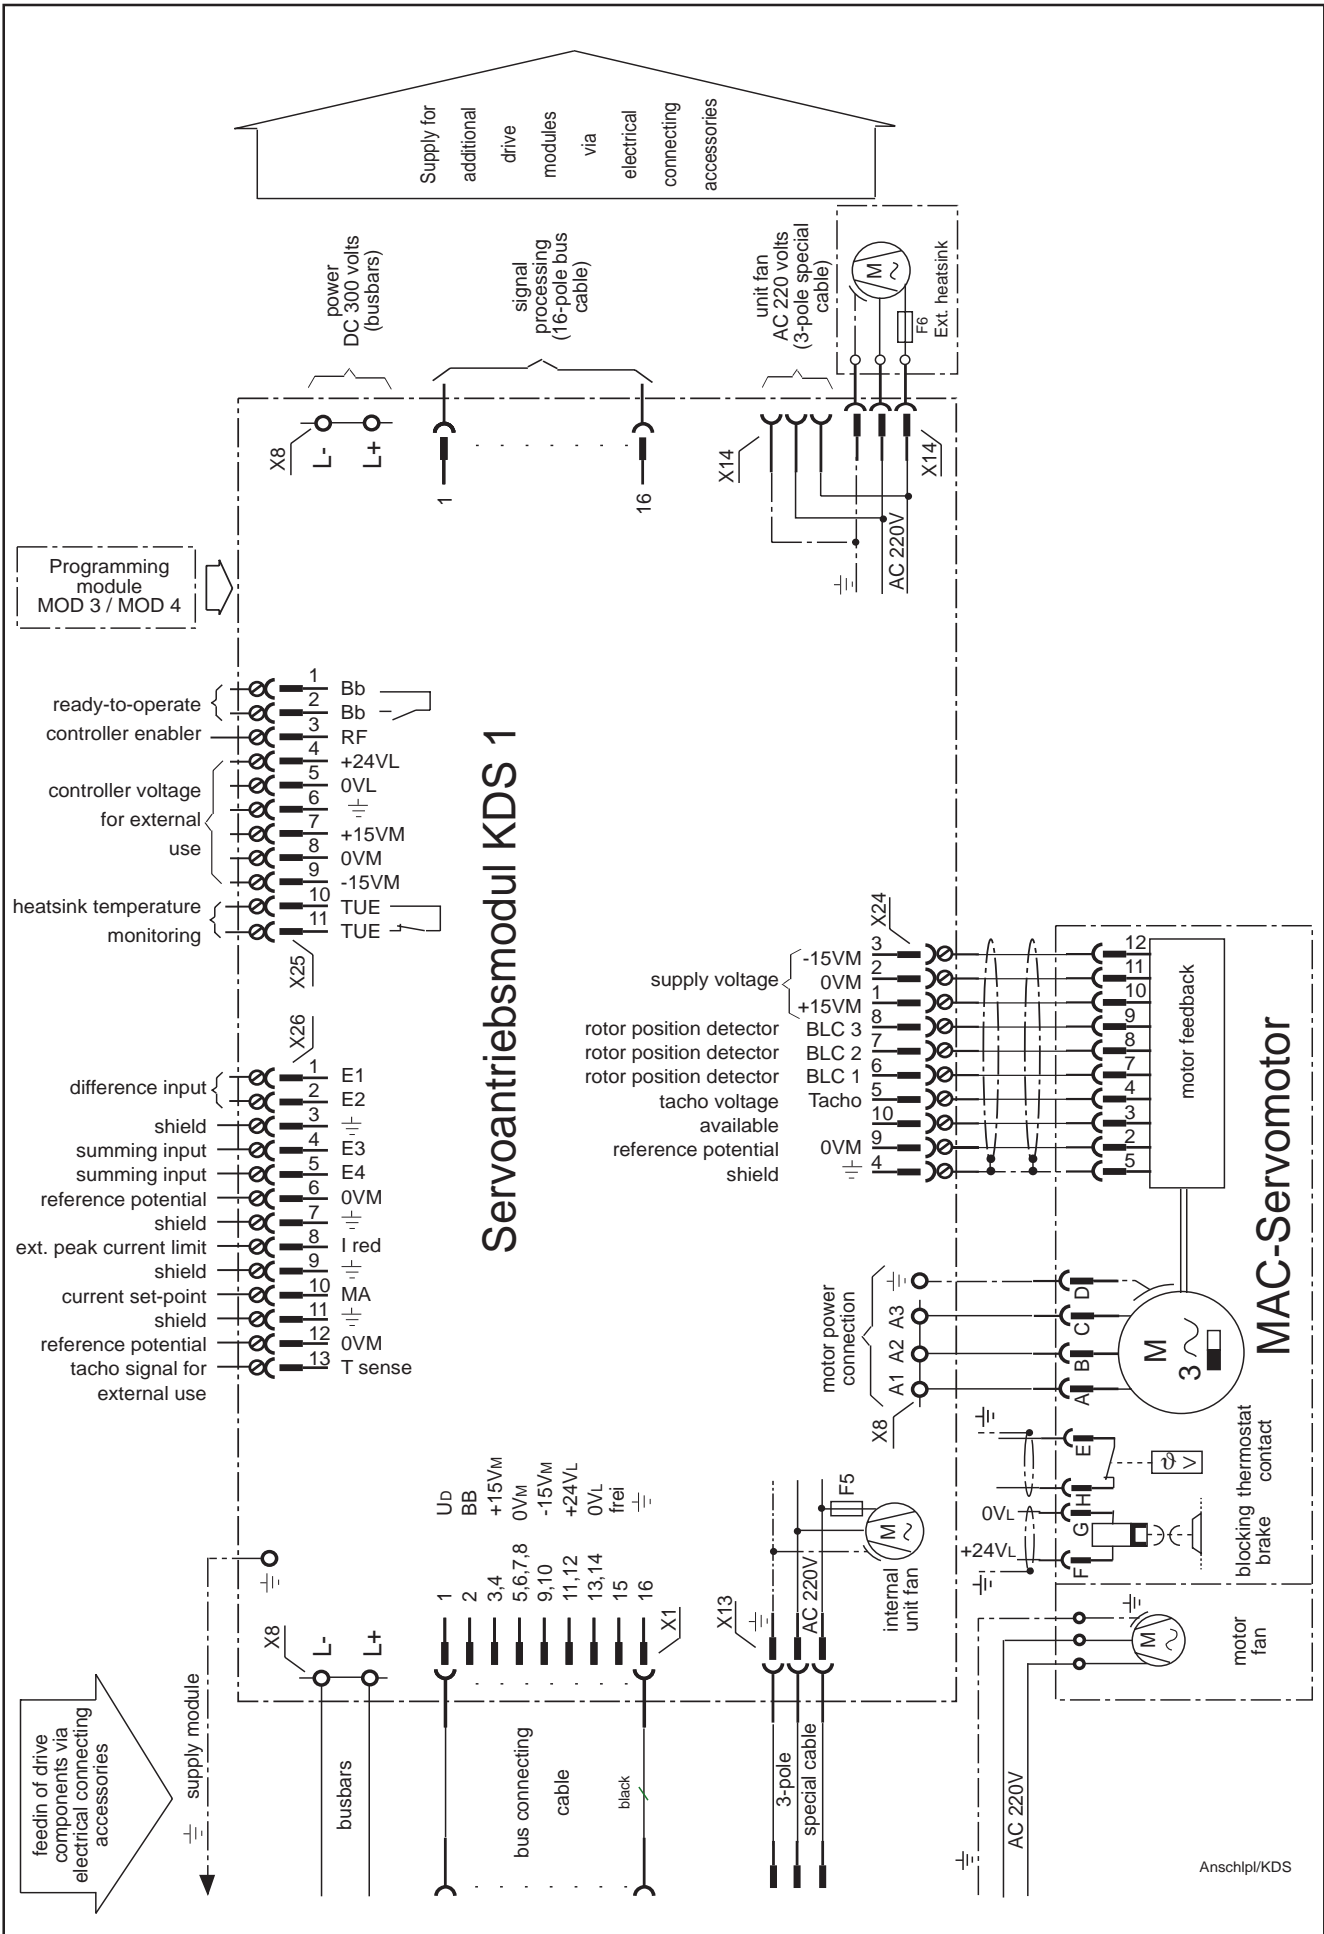 Supply for
additional
drive
modules
via
electrical
connecting
accessories
power
DC 300 volts
(busbars)
signal
processing
(16-pole bus
cable)
unit fan
AC 220 volts
(3-pole special
cable)
M
F6
Ext. heatsink
X8
L-
L+
1
16
X14
X14
AC 220V
Programming
module
MOD 3 / MOD 4
ready-to-operate
controller enabler
controller voltage
for external
use
heatsink temperature
monitoring
1 Bb
2 Bb
3 RF
4 +24VL
5 0VL
6
7 +15VM
8 0VM
9 -15VM
10 TUE
11 TUE
X25
X26
difference input
1 E1
2 E2
shield 3
summing input 4 E3
summing input 5 E4
reference potential 6 0VM
shield 7
ext. peak current limit 8 I red
shield 9
current set-point 10 MA
shield 11
reference potential 12 0VM
tacho signal for 13 T sense
external use
Servoantriebsmodul KDS 1
X24
supply voltage
-15VM 3 12
0VM 2 11
+15VM 1 10
rotor position detector BLC 3 8 9
rotor position detector BLC 2 7 8
rotor position detector BLC 1 6 7
tacho voltage Tacho 5 4
available 10 3
reference potential 0VM 9 2
shield 4 5
motor feedback
MAC-Servomotor
motor power
connection
X8
A1
A2
A3
A
B
C
D
M
3
E
H
G
F
0VL
+24VL
ϑ >
thermostat
contact
blocking
brake
motor
fan
M
AC 220V
feedin of drive
components via
electrical connecting
accessories
supply module
X8
L-
L+
busbars
1 UD
2 BB
3,4 +15VM
5,6,7,8 0VM
9,10 -15VM
11,12 +24VL
13,14 0VL
15 frei
16
X1
bus connecting
cable
black
X13
AC 220V
F5
M
internal
unit fan
3-pole
special cable
Anschlpl/KDS